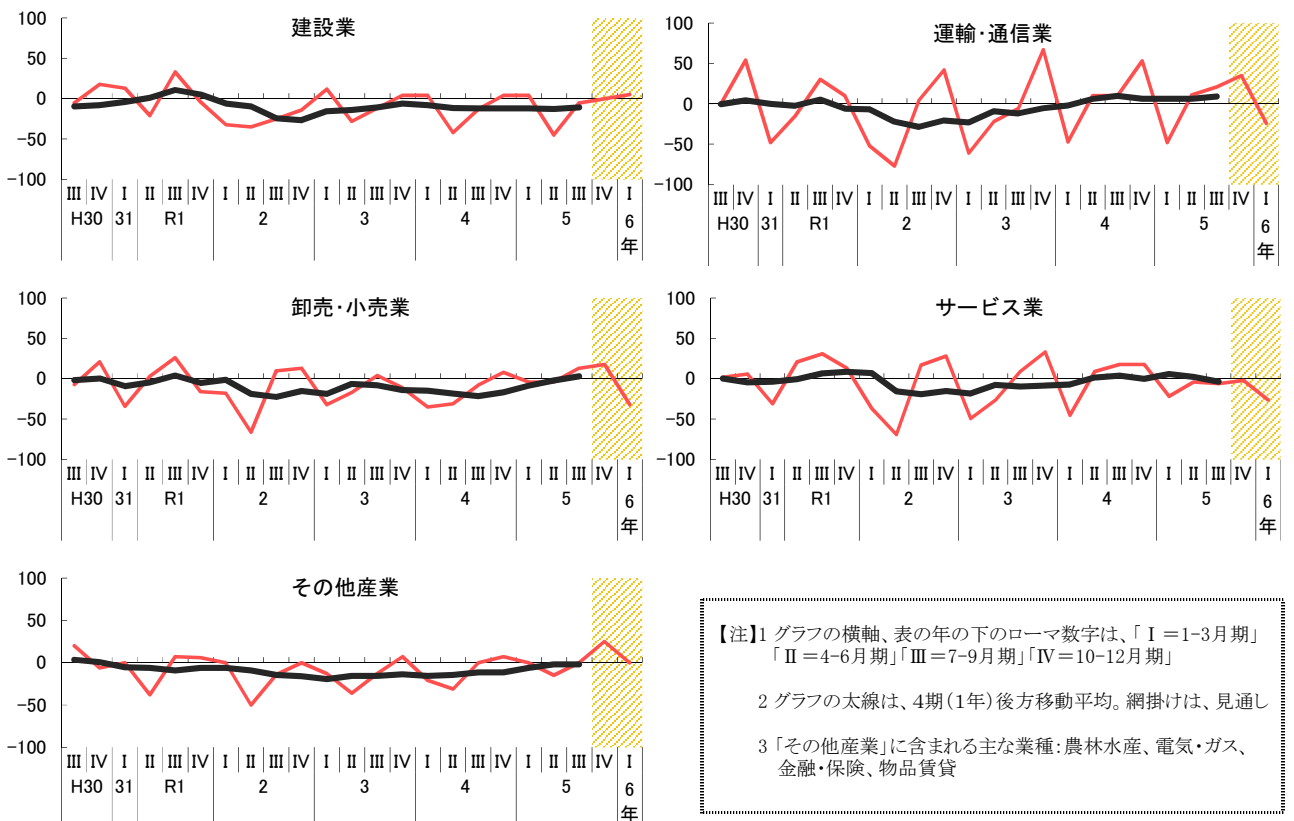 建設業
100
50
0
-50
-100
Ⅲ Ⅳ Ⅰ Ⅱ Ⅲ Ⅳ Ⅰ Ⅱ Ⅲ Ⅳ Ⅰ Ⅱ Ⅲ Ⅳ Ⅰ Ⅱ Ⅲ Ⅳ Ⅰ Ⅱ Ⅲ Ⅳ Ⅰ
H30 31 R1 2 3 4 5 6
年
運輸・通信業
100
50
0
-50
-100
Ⅲ Ⅳ Ⅰ Ⅱ Ⅲ Ⅳ Ⅰ Ⅱ Ⅲ Ⅳ Ⅰ Ⅱ Ⅲ Ⅳ Ⅰ Ⅱ Ⅲ Ⅳ Ⅰ Ⅱ Ⅲ Ⅳ Ⅰ
H30 31 R1 2 3 4 5 6
年
卸売・小売業
100
50
0
-50
-100
Ⅲ Ⅳ Ⅰ Ⅱ Ⅲ Ⅳ Ⅰ Ⅱ Ⅲ Ⅳ Ⅰ Ⅱ Ⅲ Ⅳ Ⅰ Ⅱ Ⅲ Ⅳ Ⅰ Ⅱ Ⅲ Ⅳ Ⅰ
H30 31 R1 2 3 4 5 6
年
サービス業
100
50
0
-50
-100
Ⅲ Ⅳ Ⅰ Ⅱ Ⅲ Ⅳ Ⅰ Ⅱ Ⅲ Ⅳ Ⅰ Ⅱ Ⅲ Ⅳ Ⅰ Ⅱ Ⅲ Ⅳ Ⅰ Ⅱ Ⅲ Ⅳ Ⅰ
H30 31 R1 2 3 4 5 6
年
その他産業
100
50
0
-50
-100
Ⅲ Ⅳ Ⅰ Ⅱ Ⅲ Ⅳ Ⅰ Ⅱ Ⅲ Ⅳ Ⅰ Ⅱ Ⅲ Ⅳ Ⅰ Ⅱ Ⅲ Ⅳ Ⅰ Ⅱ Ⅲ Ⅳ Ⅰ
H30 31 R1 2 3 4 5 6
年
【注】1 グラフの横軸、表の年の下のローマ数字は、「Ⅰ＝1-3月期」
「Ⅱ＝4-6月期」「Ⅲ＝7-9月期」「Ⅳ＝10-12月期」
2 グラフの太線は、4期(1年)後方移動平均。網掛けは、見通し
3 「その他産業」に含まれる主な業種：農林水産、電気・ガス、
金融・保険、物品賃貸